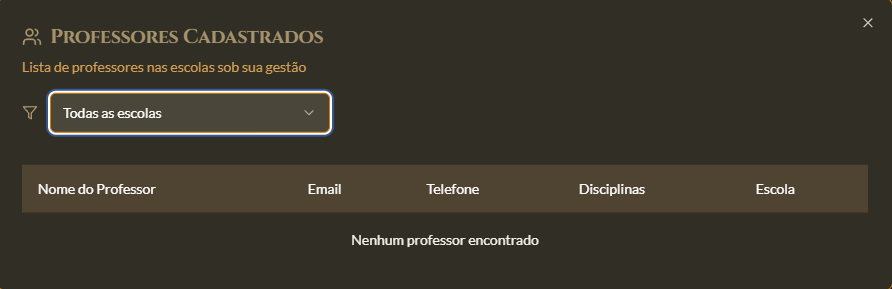 Professores Cadastrados
Lista de professores nas escolas sob sua gestão
Todas as escolas
Nome do Professor Email Telefone Disciplinas Escola
Nenhum professor encontrado